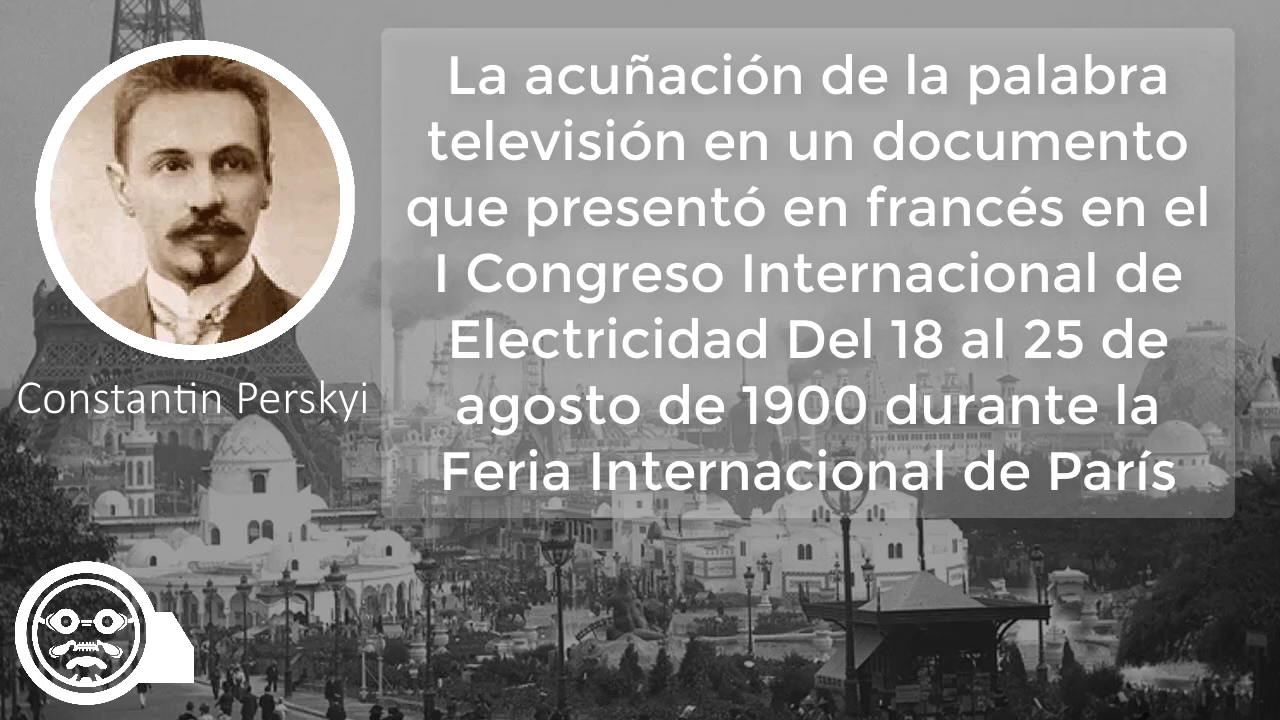 La acuñación de la palabra
televisión en un documento
que presentó en francés en el
I Congreso Internacional de
Electricidad Del 18 al 25 de
agosto de 1900 durante la
Feria Internacional de París
Constantin Perskyi